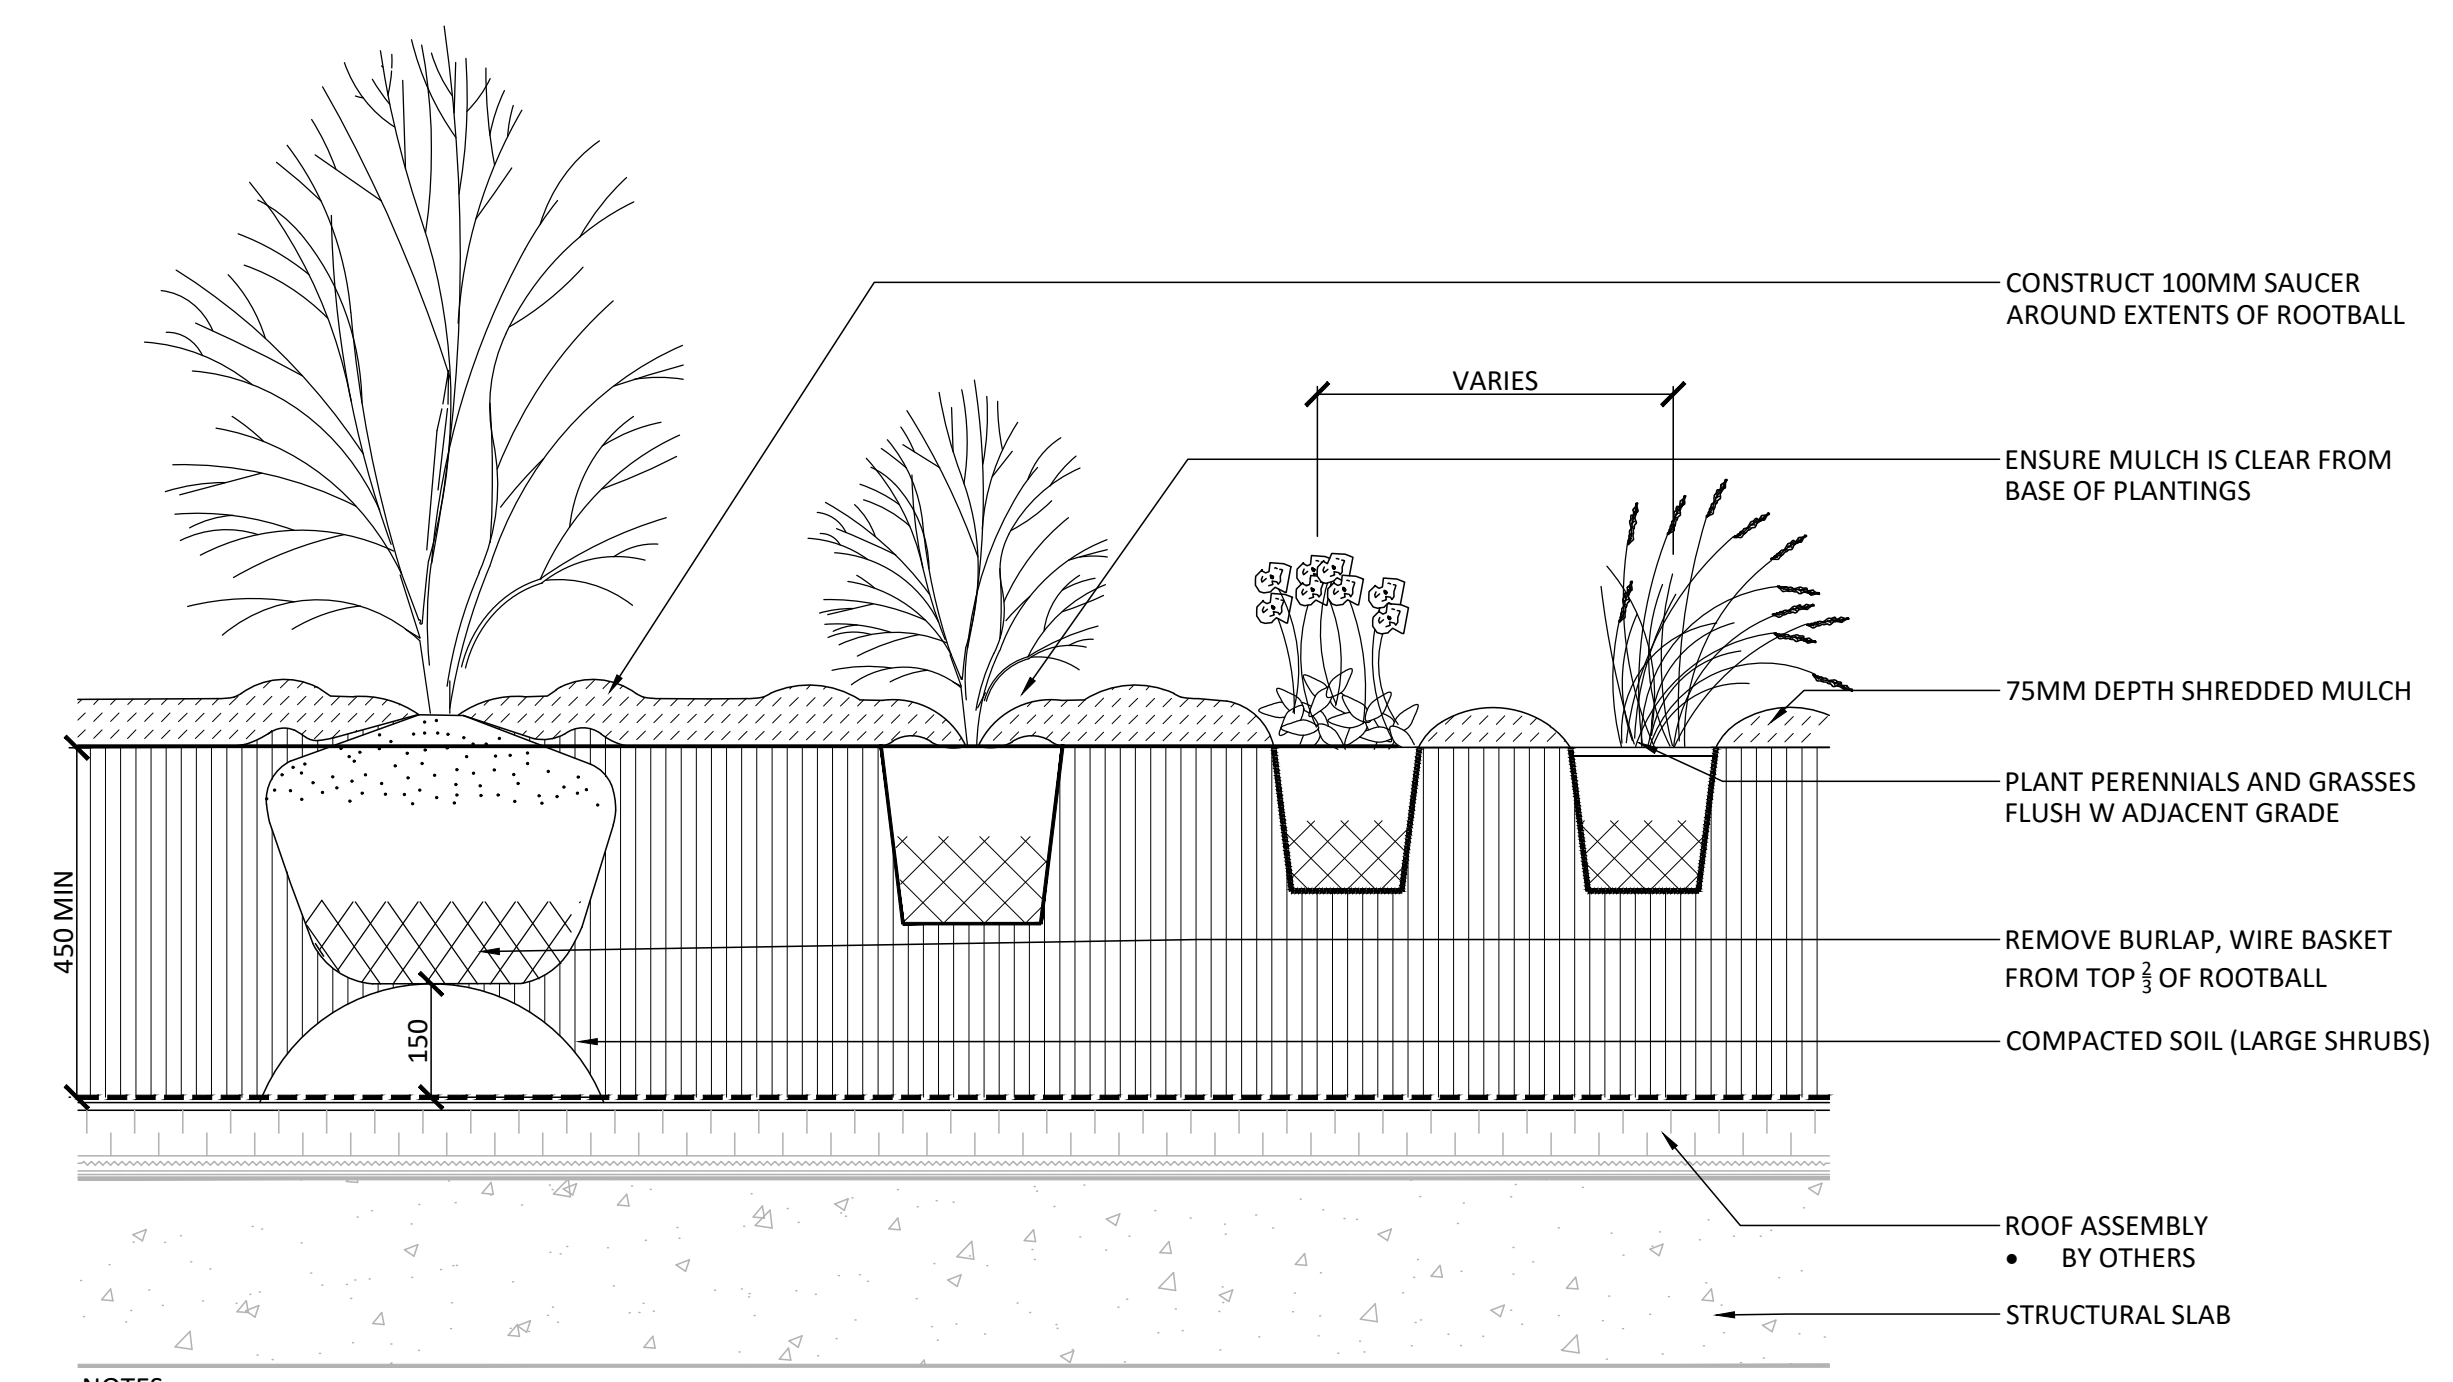 CONSTRUCT 100MM SAUCER
AROUND EXTENTS OF ROOTBALL
VARIES
ENSURE MULCH IS CLEAR FROM
BASE OF PLANTINGS
75MM DEPTH SHREDDED MULCH
PLANT PERENNIALS AND GRASSES
FLUSH W ADJACENT GRADE
450 MIN
REMOVE BURLAP, WIRE BASKET
FROM TOP 2/3 OF ROOTBALL
150
COMPACTED SOIL (LARGE SHRUBS)
ROOF ASSEMBLY
• BY OTHERS
STRUCTURAL SLAB
NOTES